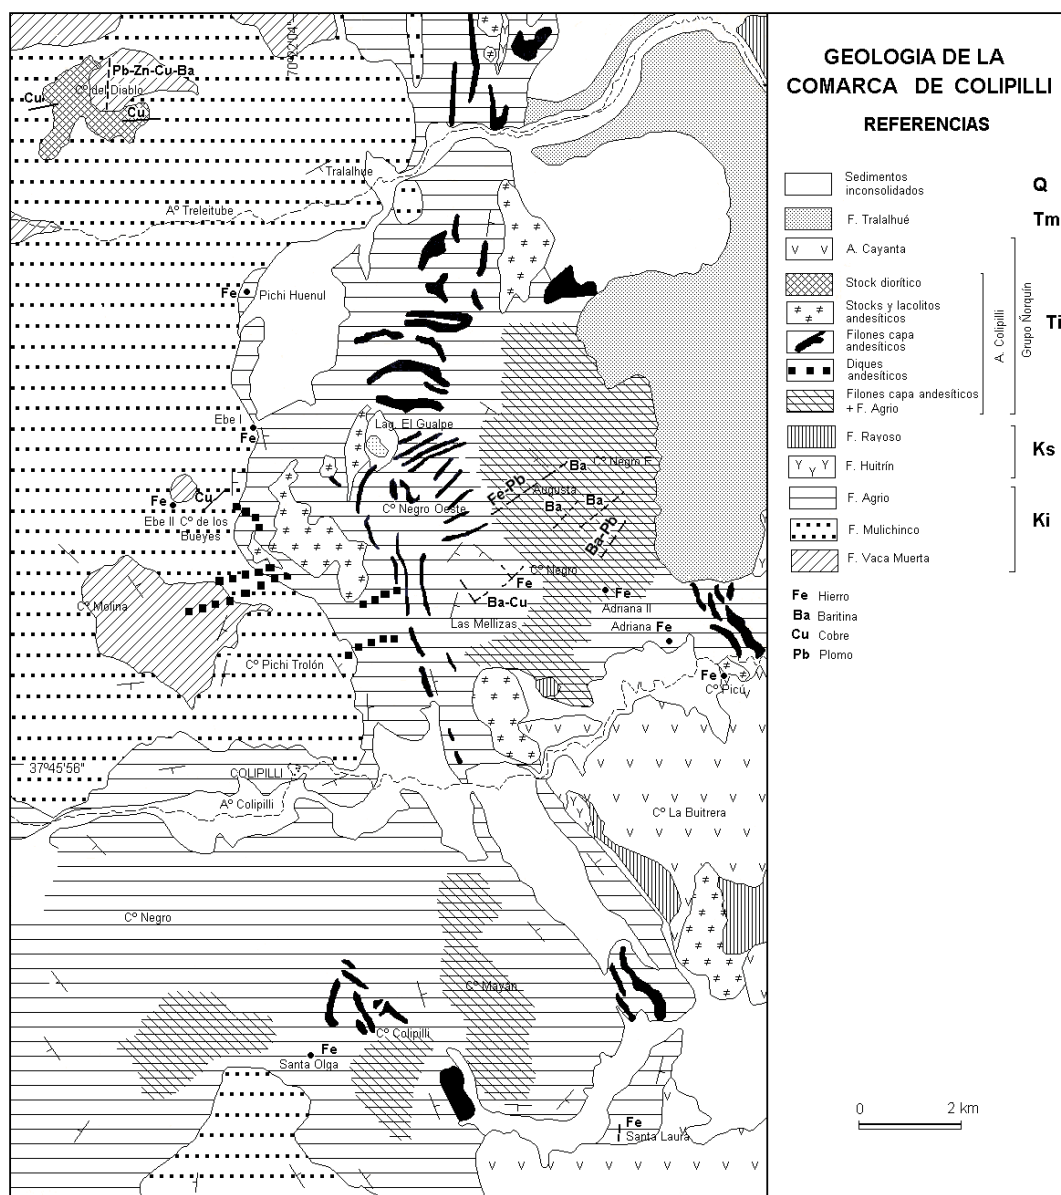 GEOLOGIA DE LA
COMARCA DE COLIPILLI
REFERENCIAS
Sedimentos
inconsolidados
Q
F. Tralalhué
Tm
A. Cayanta
Stock diorítico
Stocks y lacolitos
andesíticos
Filones capa
andesíticos
Diques
andesíticos
Filones capa andesíticos
+ F. Agrio
A. Colipilli
Grupo Ñorquín
Ti
F. Rayoso
F. Huitrín
Ks
F. Agrio
F. Mulichinco
F. Vaca Muerta
Ki
Fe Hierro
Ba Baritina
Cu Cobre
Pb Plomo
0 2 km
70º22'04"
Pb-Zn-Cu-Ba
Cº del Diablo
Cu
Cu
Tralalhue
Aº Treleitube
Fe
Pichi Huenul
Ebe I
Fe
Lag. El Gualpe
Ba
Cº Negro E.
Fe-Pb
Augusta
Ba
Ba
Ba-Pb
Fe
Cu
Ebe II
Cº de los
Bueyes
Cº Negro Oeste
Cº Negro
Fe
Ba-Cu
Fe
Adriana II
Las Mellizas
Adriana
Fe
Cº Molina
Cº Pichi Trolón
Fe
Cº Picú
37º45'56"
COLIPILLI
Aº Colipilli
Cº La Buitrera
Cº Negro
Cº Mayán
Cº Colipilli
Fe
Santa Olga
Fe
Santa Laura